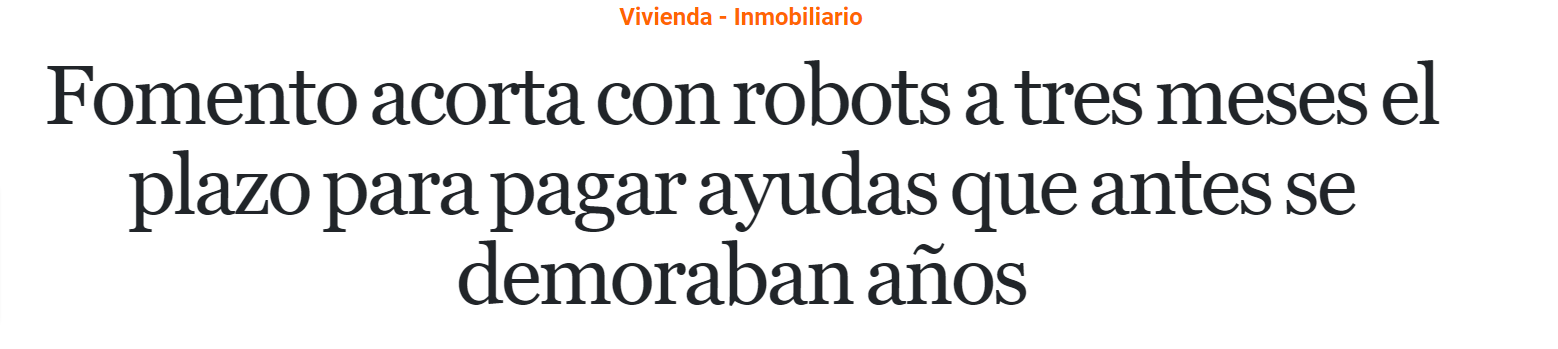 Vivienda - Inmobiliario
Fomento acorta con robots a tres meses el
plazo para pagar ayudas que antes se
demoraban años